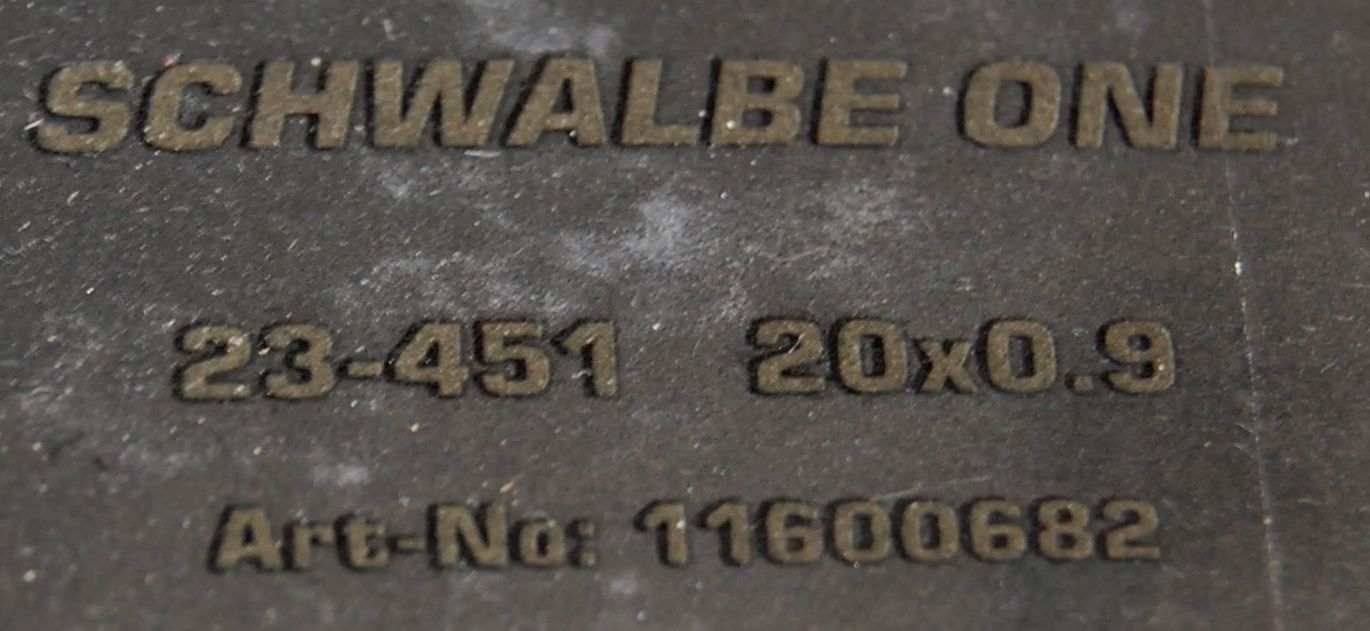 SCHWALBE ONE
23-451 20x0.9
Art-No: 11600682